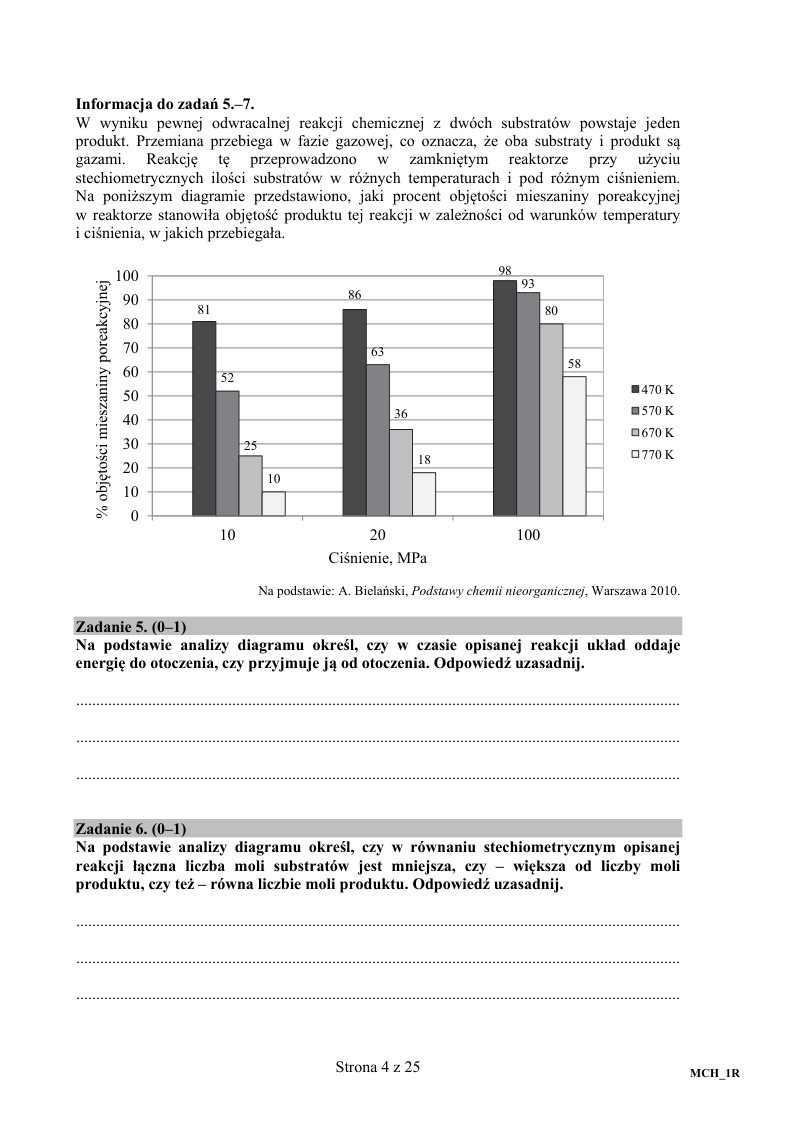 Informacja do zadań 5.–7.
W wyniku pewnej odwracalnej reakcji chemicznej z dwóch substratów powstaje jeden
produkt. Przemiana przebiega w fazie gazowej, co oznacza, że oba substraty i produkt są
gazami. Reakcję tę przeprowadzono w zamkniętym reaktorze przy użyciu
stechiometrycznych ilości substratów w różnych temperaturach i pod różnym ciśnieniem.
Na poniższym diagramie przedstawiono, jaki procent objętości mieszaniny poreakcyjnej
w reaktorze stanowiła objętość produktu tej reakcji w zależności od warunków temperatury
i ciśnienia, w jakich przebiegała.
% objętości mieszaniny poreakcyjnej
100
90
80
70
60
50
40
30
20
10
0
81
52
25
10
86
63
36
18
98
93
80
58
10
20
100
Ciśnienie, MPa
470 K
570 K
670 K
770 K
Na podstawie: A. Bielański, Podstawy chemii nieorganicznej, Warszawa 2010.
Zadanie 5. (0–1)
Na podstawie analizy diagramu określ, czy w czasie opisanej reakcji układ oddaje
energię do otoczenia, czy przyjmuje ją od otoczenia. Odpowiedź uzasadnij.
Zadanie 6. (0–1)
Na podstawie analizy diagramu określ, czy w równaniu stechiometrycznym opisanej
reakcji łączna liczba moli substratów jest mniejsza, czy – większa od liczby moli
produktu, czy też – równa liczbie moli produktu. Odpowiedź uzasadnij.
Strona 4 z 25
MCH_1R